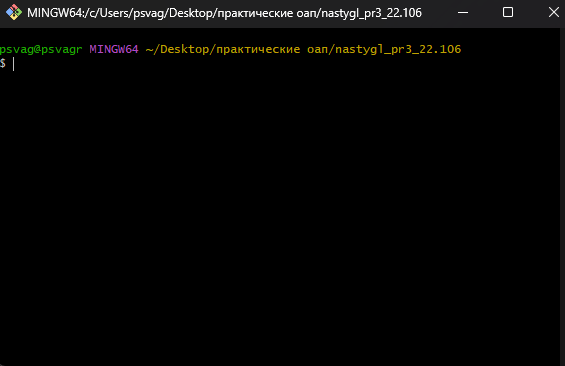 MINGW64:/c/Users/psvag/Desktop/практические оап/nastygl_pr3_22.106
psvag@psvagr MINGW64 ~/Desktop/практические оап/nastygl_pr3_22.106
$